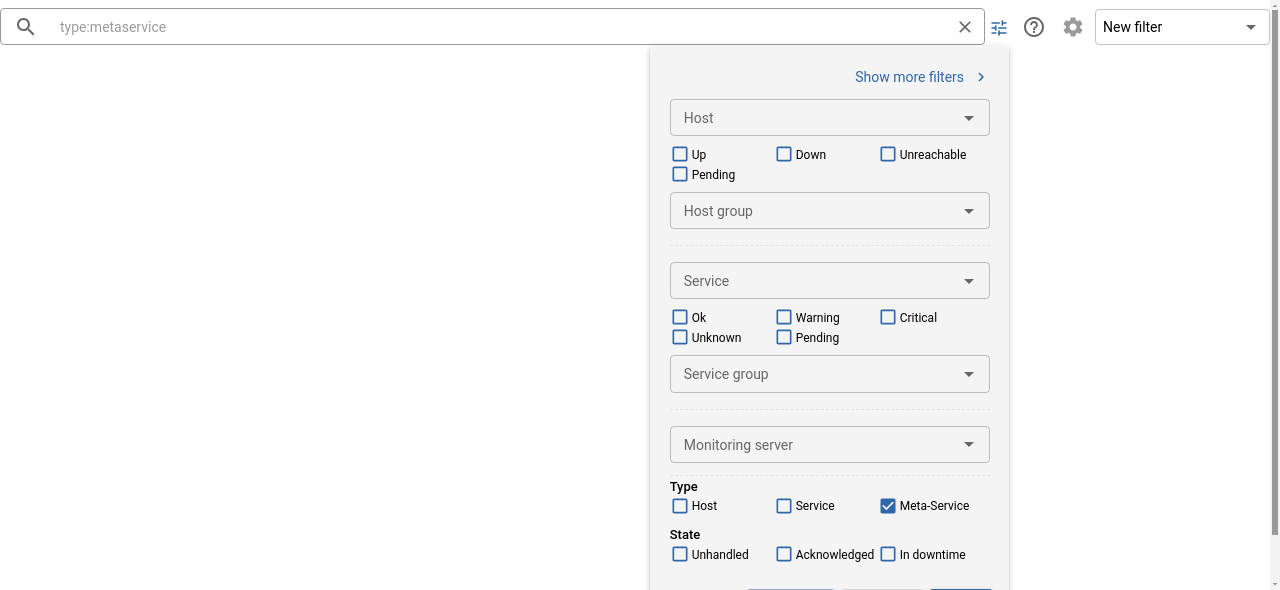 type:metaservice
New filter
Show more filters
Host
Up Down Unreachable
Pending
Host group
Service
Ok Warning Critical
Unknown Pending
Service group
Monitoring server
Type
Host Service Meta-Service
State
Unhandled Acknowledged In downtime